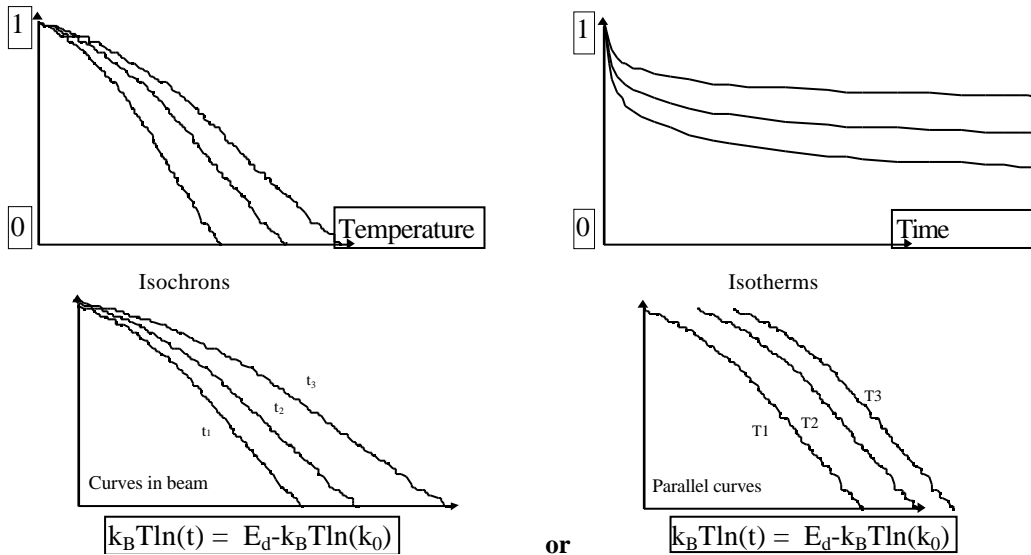 1
0
Temperature
1
0
Time
Isochrons
t3
t2
t1
Curves in beam
kBTln(t) = Ed-kBTln(k0)
or
Isotherms
T3
T2
T1
Parallel curves
kBTln(t) = Ed-kBTln(k0)